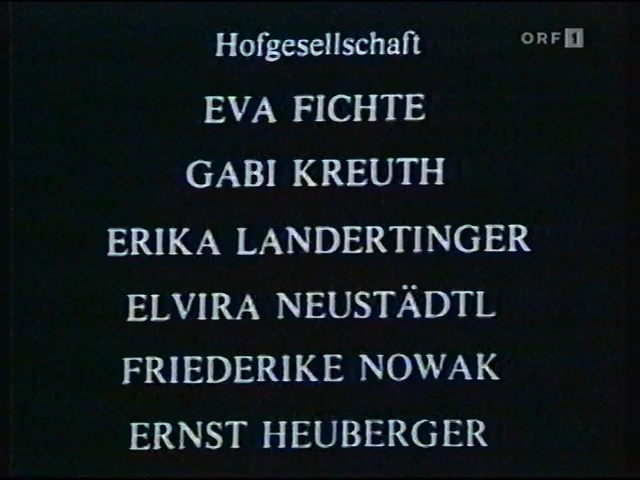 Hofgesellschaft
ORF 1
EVA FICHTE
GABI KREUTH
ERIKA LANDERTINGER
ELVIRA NEUSTÄDTL
FRIEDERIKE NOWAK
ERNST HEUBERGER